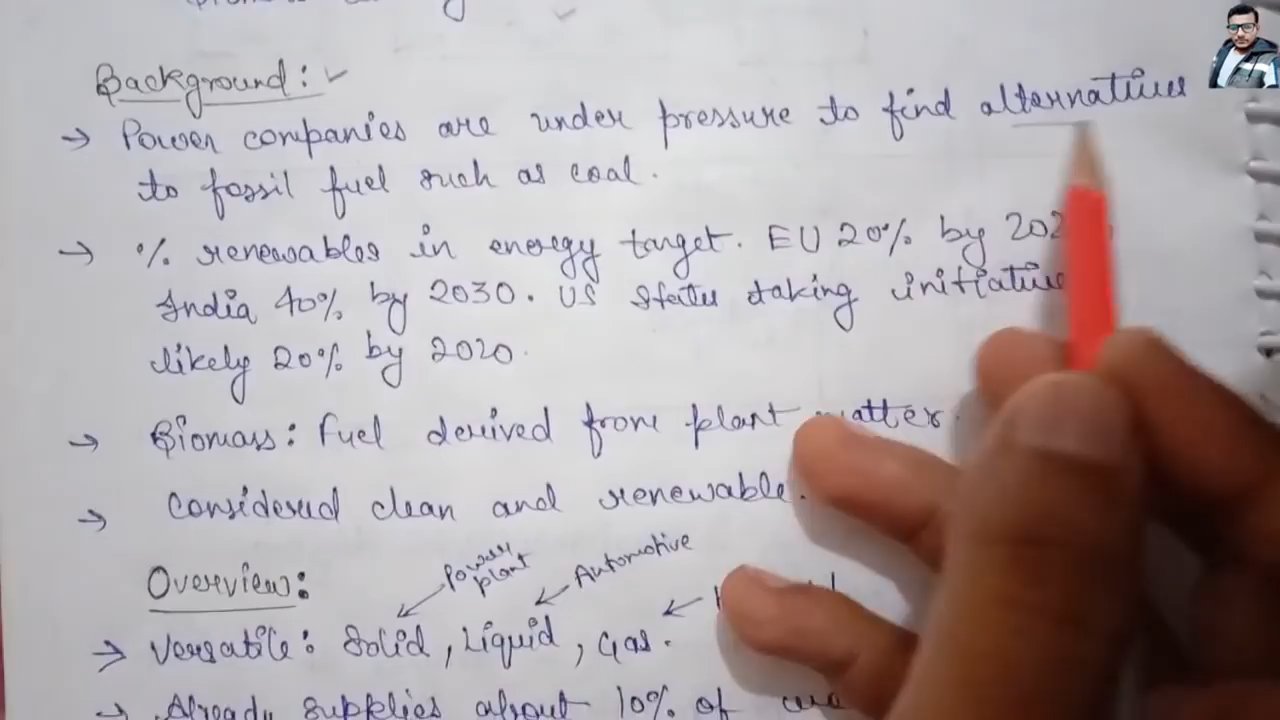 Background:
→ Power companies are under pressure to find alternatives
to fossil fuel such as coal.
→ % renewables in energy target. EU 20% by
India 40% by 2030. US states taking initiative
likely 20% by 2020.
→ Biomass: Fuel derived from plant matter.
→ Considered clean and renewable.
Overview:
Power plant Automotive
→ Versatile: Solid, Liquid, Gas.
→ Already supplies about 10% of